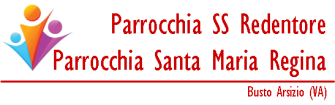 Parrocchia SS Redentore
Parrocchia Santa Maria Regina
Busto Arsizio (VA)